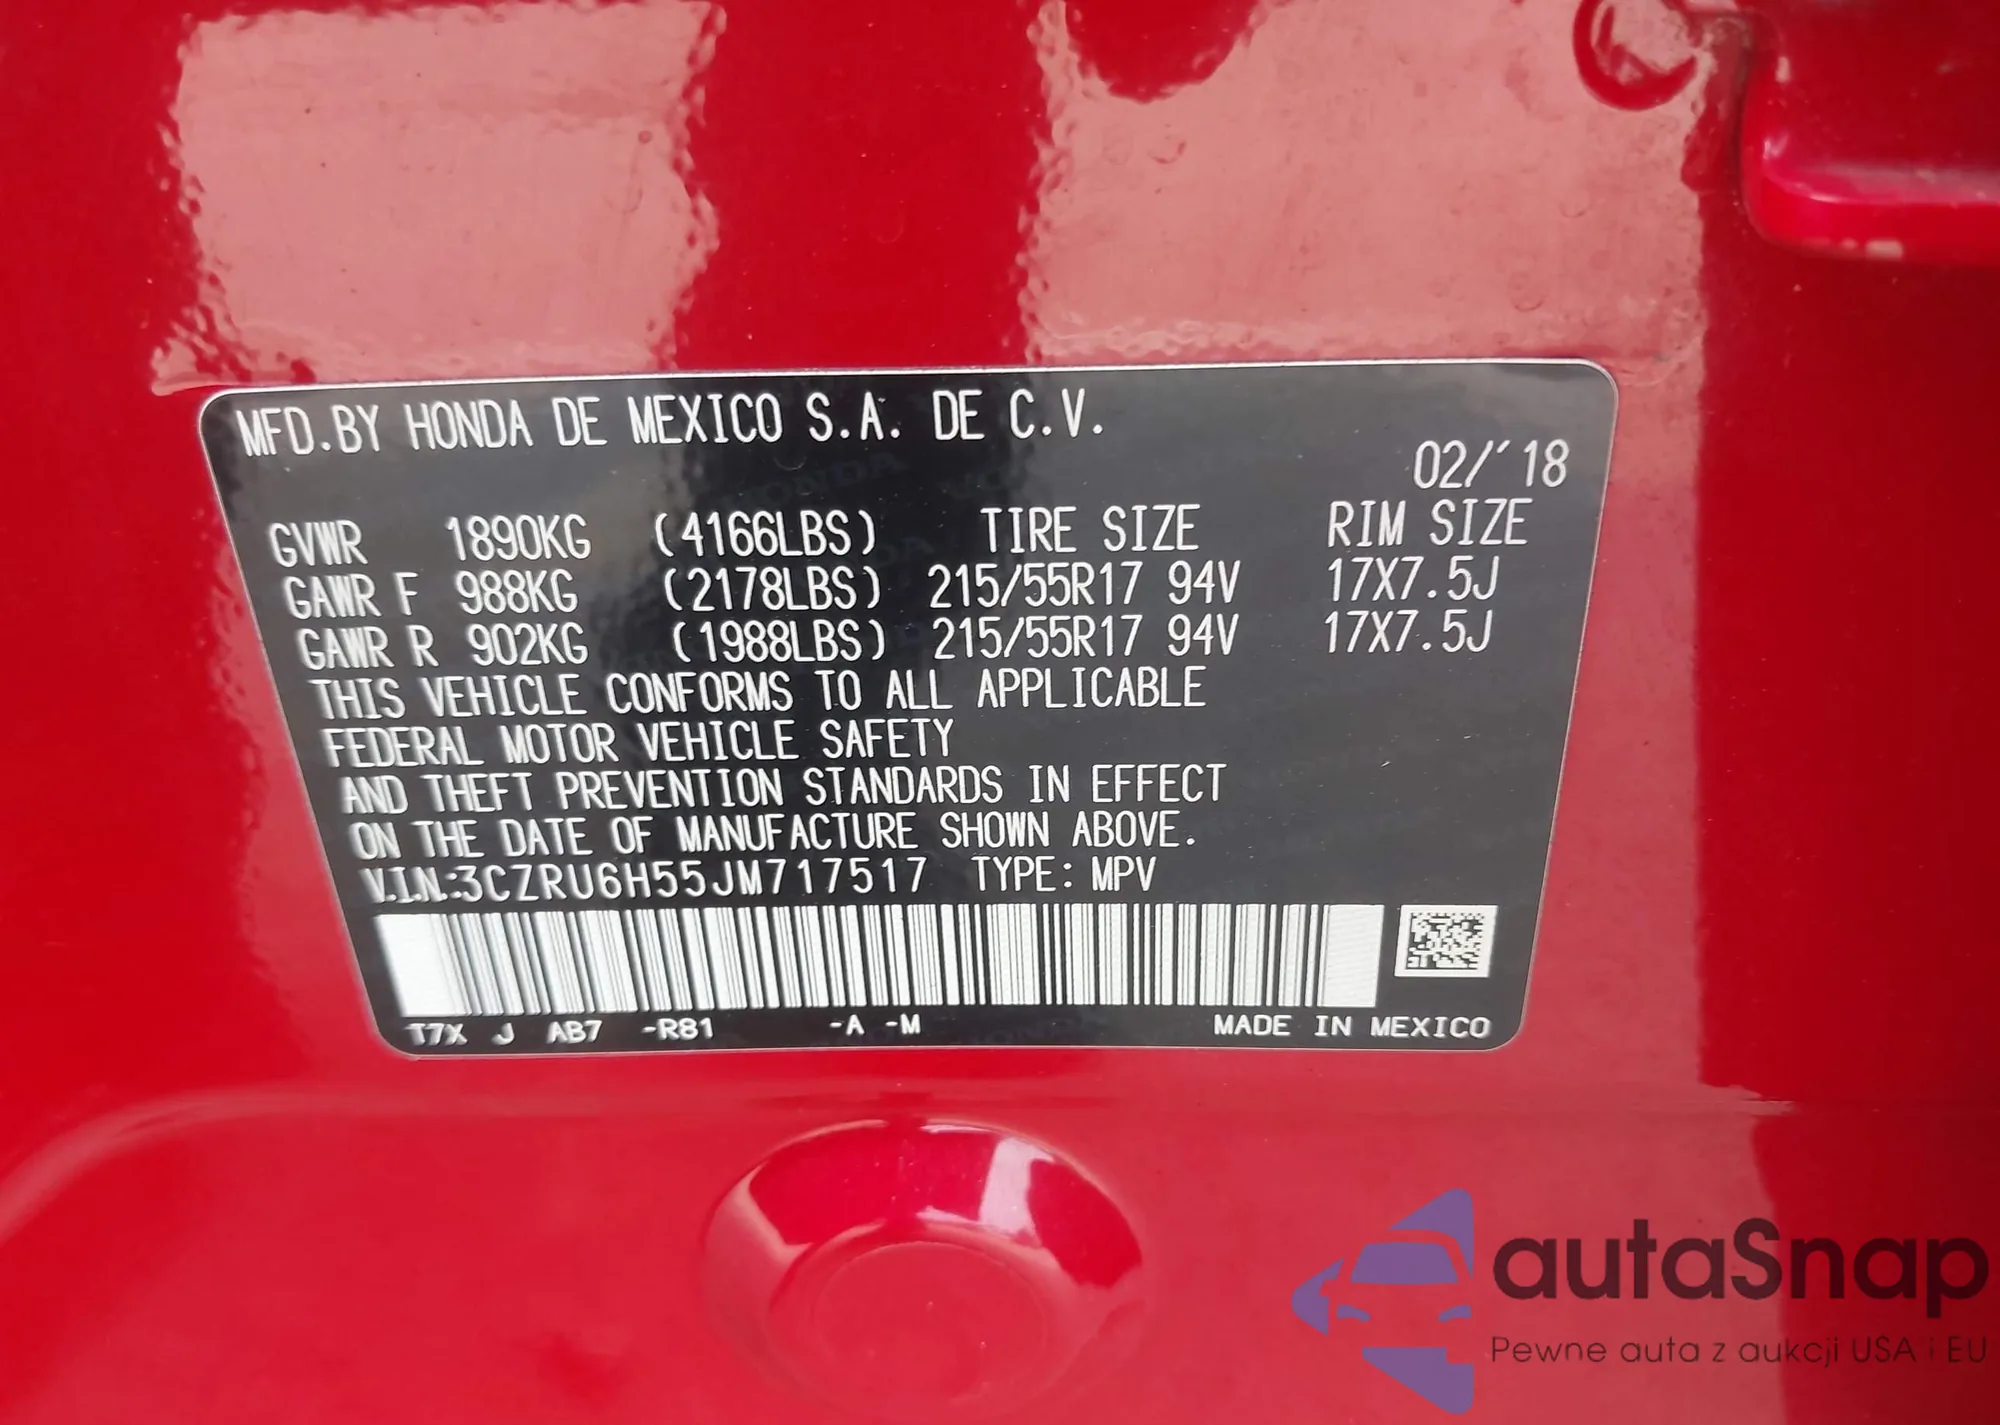 MFD.BY HONDA DE MEXICO S.A. DE C.V.
02/'18
GVWR 1890KG (4166LBS) TIRE SIZE RIM SIZE
GAWR F 988KG (2178LBS) 215/55R17 94V 17X7.5J
GAWR R 902KG (1988LBS) 215/55R17 94V 17X7.5J
THIS VEHICLE CONFORMS TO ALL APPLICABLE
FEDERAL MOTOR VEHICLE SAFETY
AND THEFT PREVENTION STANDARDS IN EFFECT
ON THE DATE OF MANUFACTURE SHOWN ABOVE.
V.I.N.:3CZRU6H55JM717517 TYPE: MPV
T7X J AB7 -R81 -A -M MADE IN MEXICO
autaSnap
Pewne auta z aukcji USA i EU